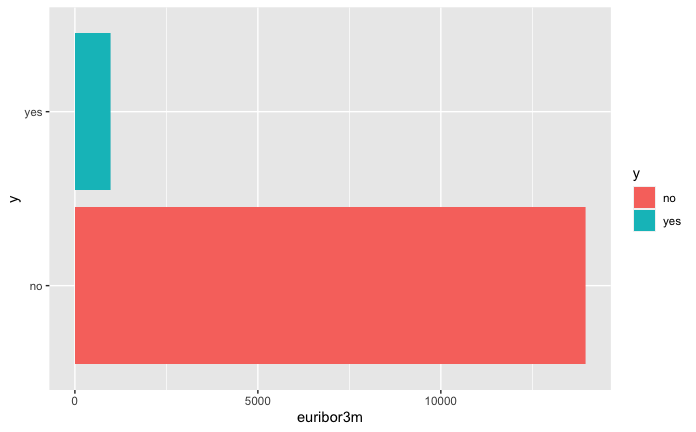 yes
no
y
0
5000
10000
euribor3m
y
no
yes